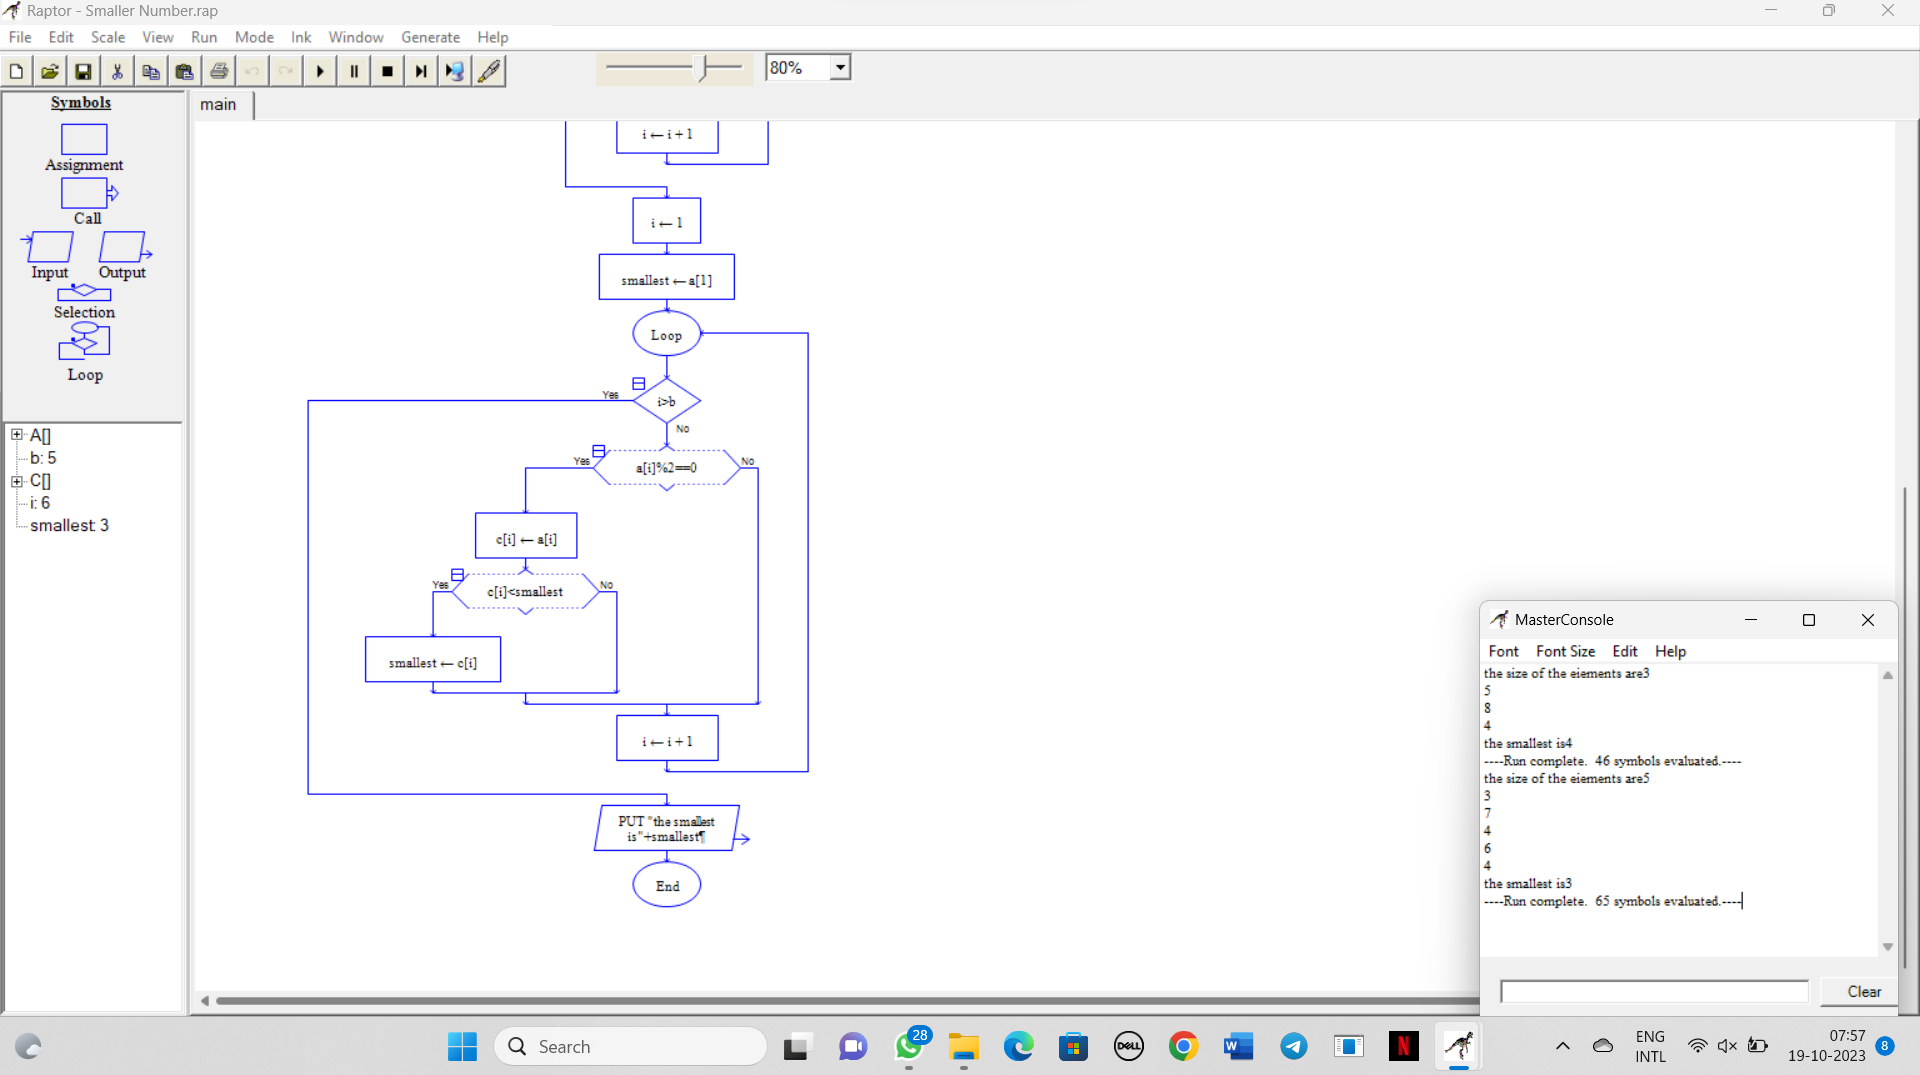 Raptor - Smaller Number.rap
File Edit Scale View Run Mode Ink Window Generate Help
80%
Symbols
Assignment
Call
Input Output
Selection
Loop
A[]
b: 5
C[]
i: 6
smallest: 3
main
i ← i + 1
i ← 1
smallest ← a[1]
Loop
i>b
Yes
No
a[i]%2==0
Yes
No
c[i] ← a[i]
c[i]<smallest
Yes
No
smallest ← c[i]
i ← i + 1
PUT "the smallest
is"+smallest¶
End
MasterConsole
Font Font Size Edit Help
the size of the eiements are3
5
8
4
the smallest is4
----Run complete. 46 symbols evaluated.----
the size of the eiements are5
3
7
4
6
4
the smallest is3
----Run complete. 65 symbols evaluated.----
Clear
Search
28
DELL
W
N
ENG
INTL
07:57
19-10-2023
8